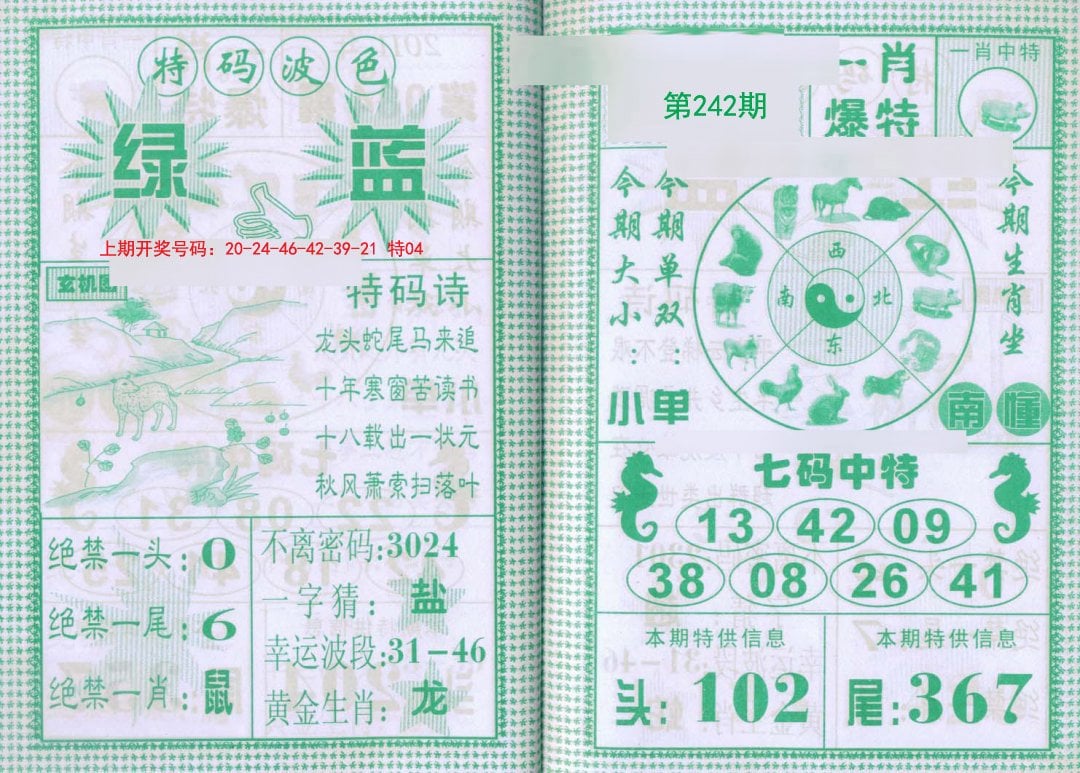 特码波色
绿 蓝
上期开奖号码：20-24-46-42-39-21 特04
玄机图
特码诗
龙头蛇尾马来追
十年寒窗苦读书
十八载出一状元
秋风萧索扫落叶
绝禁一头：0
绝禁一尾：6
绝禁一肖：鼠
不离密码:3024
一字猜：盐
幸运波段:31-46
黄金生肖：龙
第242期
一肖
爆特
一肖中特
今期大小：小
今期单双：单
西
南 北
东
今期生肖坐
南 懂
七码中特
13 42 09
38 08 26 41
本期特供信息
头：102
本期特供信息
尾：367